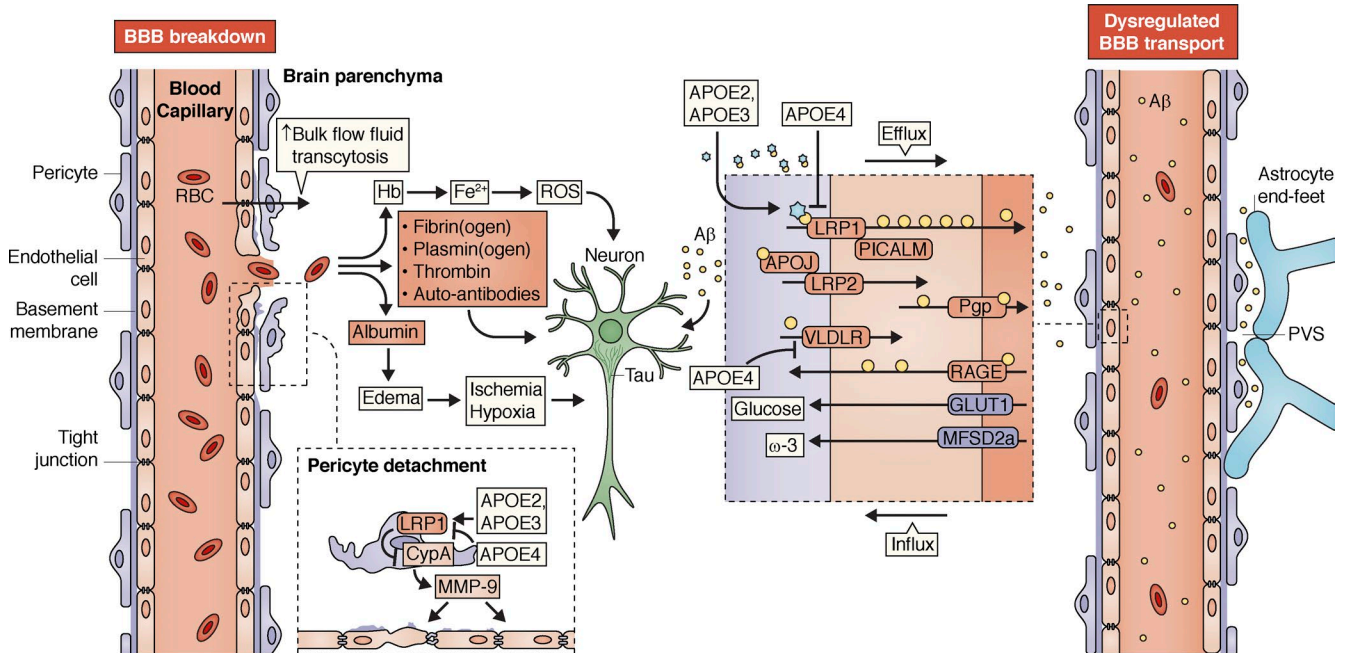 BBB breakdown
Dysregulated
BBB transport
Brain parenchyma
Blood
Capillary
↑Bulk flow fluid
transcytosis
Pericyte
RBC
Endothelial
cell
Basement
membrane
Tight
junction
Hb
Fe²⁺
ROS
• Fibrin(ogen)
• Plasmin(ogen)
• Thrombin
• Auto-antibodies
Albumin
Edema
Ischemia
Hypoxia
Neuron
Tau
Aβ
Pericyte detachment
LRP1
CypA
APOE2,
APOE3
APOE4
MMP-9
APOE2,
APOE3
APOE4
Efflux
LRP1
PICALM
APOJ
LRP2
Pgp
VLDLR
APOE4
RAGE
Glucose
GLUT1
ω-3
MFSD2a
Influx
Aβ
Astrocyte
end-feet
PVS